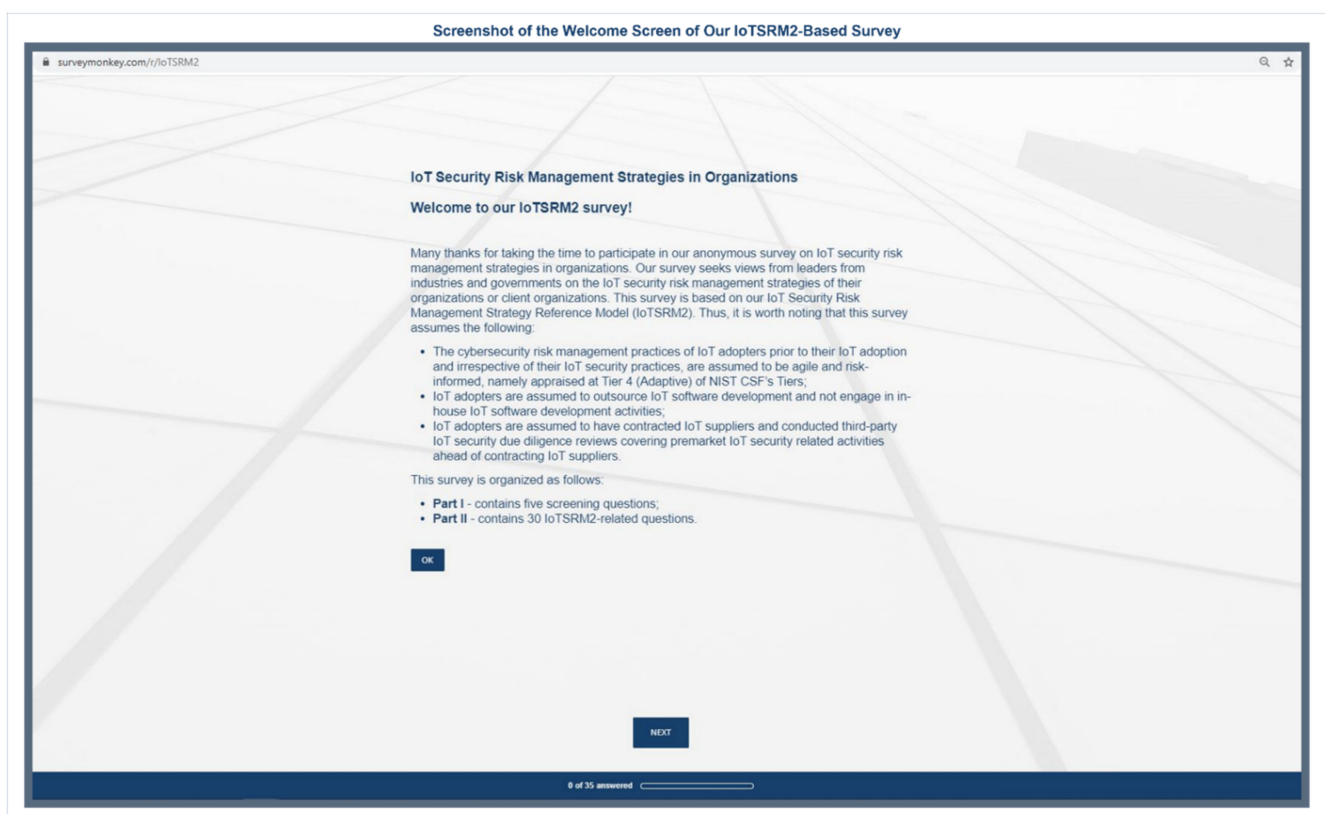 Screenshot of the Welcome Screen of Our IoTSRM2-Based Survey
surveymonkey.com/r/IoTSRM2
IoT Security Risk Management Strategies in Organizations
Welcome to our IoTSRM2 survey!
Many thanks for taking the time to participate in our anonymous survey on IoT security risk
management strategies in organizations. Our survey seeks views from leaders from
industries and governments on the IoT security risk management strategies of their
organizations or client organizations. This survey is based on our IoT Security Risk
Management Strategy Reference Model (IoTSRM2). Thus, it is worth noting that this survey
assumes the following:
• The cybersecurity risk management practices of IoT adopters prior to their IoT adoption
and irrespective of their IoT security practices, are assumed to be agile and risk-
informed, namely appraised at Tier 4 (Adaptive) of NIST CSF's Tiers;
• IoT adopters are assumed to outsource IoT software development and not engage in in-
house IoT software development activities;
• IoT adopters are assumed to have contracted IoT suppliers and conducted third-party
IoT security due diligence reviews covering premarket IoT security related activities
ahead of contracting IoT suppliers.
This survey is organized as follows:
• Part I - contains five screening questions;
• Part II - contains 30 IoTSRM2-related questions.
OK
NEXT
0 of 35 answered